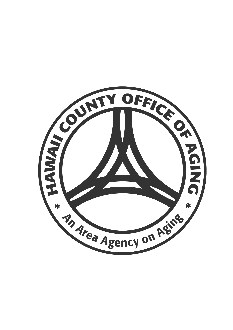 HAWAII COUNTY OFFICE OF AGING
* An Area Agency on Aging *